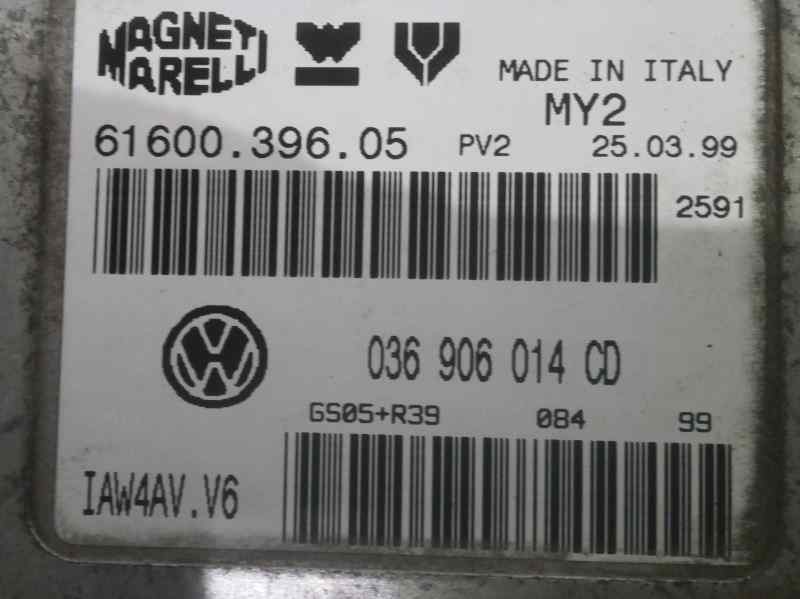 MAGNETI
MARELLI
MADE IN ITALY
MY2
61600.396.05 PV2 25.03.99
2591
036 906 014 CD
GS05+R39 084 99
IAW4AV.V6